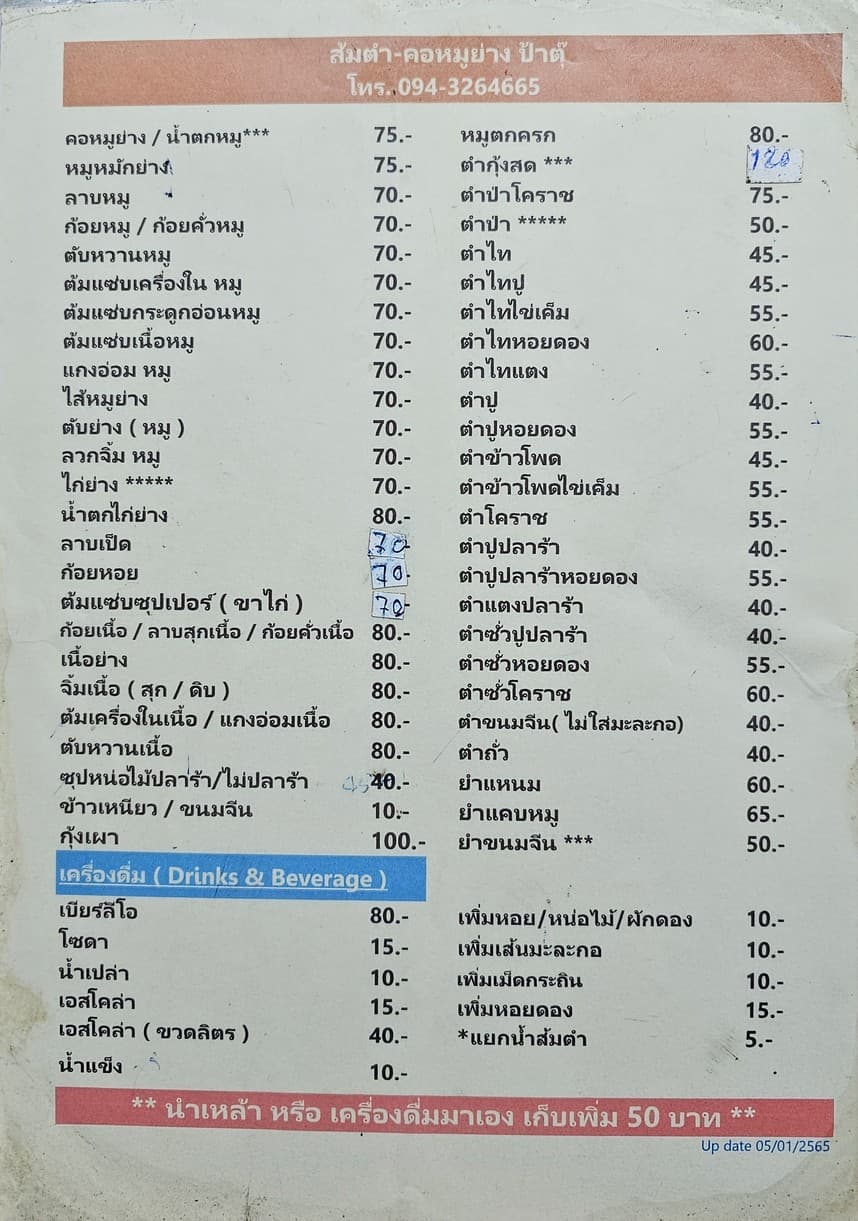 ส้มตำ-คอหมูย่าง ป้าตุ๊
โทร. 094-3264665
คอหมูย่าง / น้ำตกหมู*** 75.-
หมูหมักย่าง 75.-
ลาบหมู 70.-
ก้อยหมู / ก้อยคั่วหมู 70.-
ตับหวานหมู 70.-
ต้มแซ่บเครื่องใน หมู 70.-
ต้มแซ่บกระดูกอ่อนหมู 70.-
ต้มแซ่บเนื้อหมู 70.-
แกงอ่อม หมู 70.-
ไส้หมูย่าง 70.-
ตับย่าง ( หมู ) 70.-
ลวกจิ้ม หมู 70.-
ไก่ย่าง ***** 70.-
น้ำตกไก่ย่าง 80.-
ลาบเป็ด 70
ก้อยหอย 70
ต้มแซ่บซุปเปอร์ ( ขาไก่ ) 70
ก้อยเนื้อ / ลาบสุกเนื้อ / ก้อยคั่วเนื้อ 80.-
เนื้อย่าง 80.-
จิ้มเนื้อ ( สุก / ดิบ ) 80.-
ต้มเครื่องในเนื้อ / แกงอ่อมเนื้อ 80.-
ตับหวานเนื้อ 80.-
ซุปหน่อไม้ปลาร้า/ไม่ปลาร้า 40.-
ข้าวเหนียว / ขนมจีน 10.-
กุ้งเผา 100.-
หมูตกครก 80.-
ตำกุ้งสด *** 120
ตำป่าโคราช 75.-
ตำป่า ***** 50.-
ตำไท 45.-
ตำไทปู 45.-
ตำไทไข่เค็ม 55.-
ตำไทหอยดอง 60.-
ตำไทแตง 55.-
ตำปู 40.-
ตำปูหอยดอง 55.-
ตำข้าวโพด 45.-
ตำข้าวโพดไข่เค็ม 55.-
ตำโคราช 55.-
ตำปูปลาร้า 40.-
ตำปูปลาร้าหอยดอง 55.-
ตำแตงปลาร้า 40.-
ตำซั่วปูปลาร้า 40.-
ตำซั่วหอยดอง 55.-
ตำซั่วโคราช 60.-
ตำขนมจีน( ไม่ใส่มะละกอ) 40.-
ตำถั่ว 40.-
ยำแหนม 60.-
ยำแคบหมู 65.-
ยำขนมจีน *** 50.-
เครื่องดื่ม ( Drinks & Beverage )
เบียร์ลีโอ 80.-
โซดา 15.-
น้ำเปล่า 10.-
เอสโคล่า 15.-
เอสโคล่า ( ขวดลิตร ) 40.-
น้ำแข็ง 10.-
เพิ่มหอย/หน่อไม้/ผักดอง 10.-
เพิ่มเส้นมะละกอ 10.-
เพิ่มเม็ดกระถิน 10.-
เพิ่มหอยดอง 15.-
*แยกน้ำส้มตำ 5.-
** นำเหล้า หรือ เครื่องดื่มมาเอง เก็บเพิ่ม 50 บาท **
Up date 05/01/2565